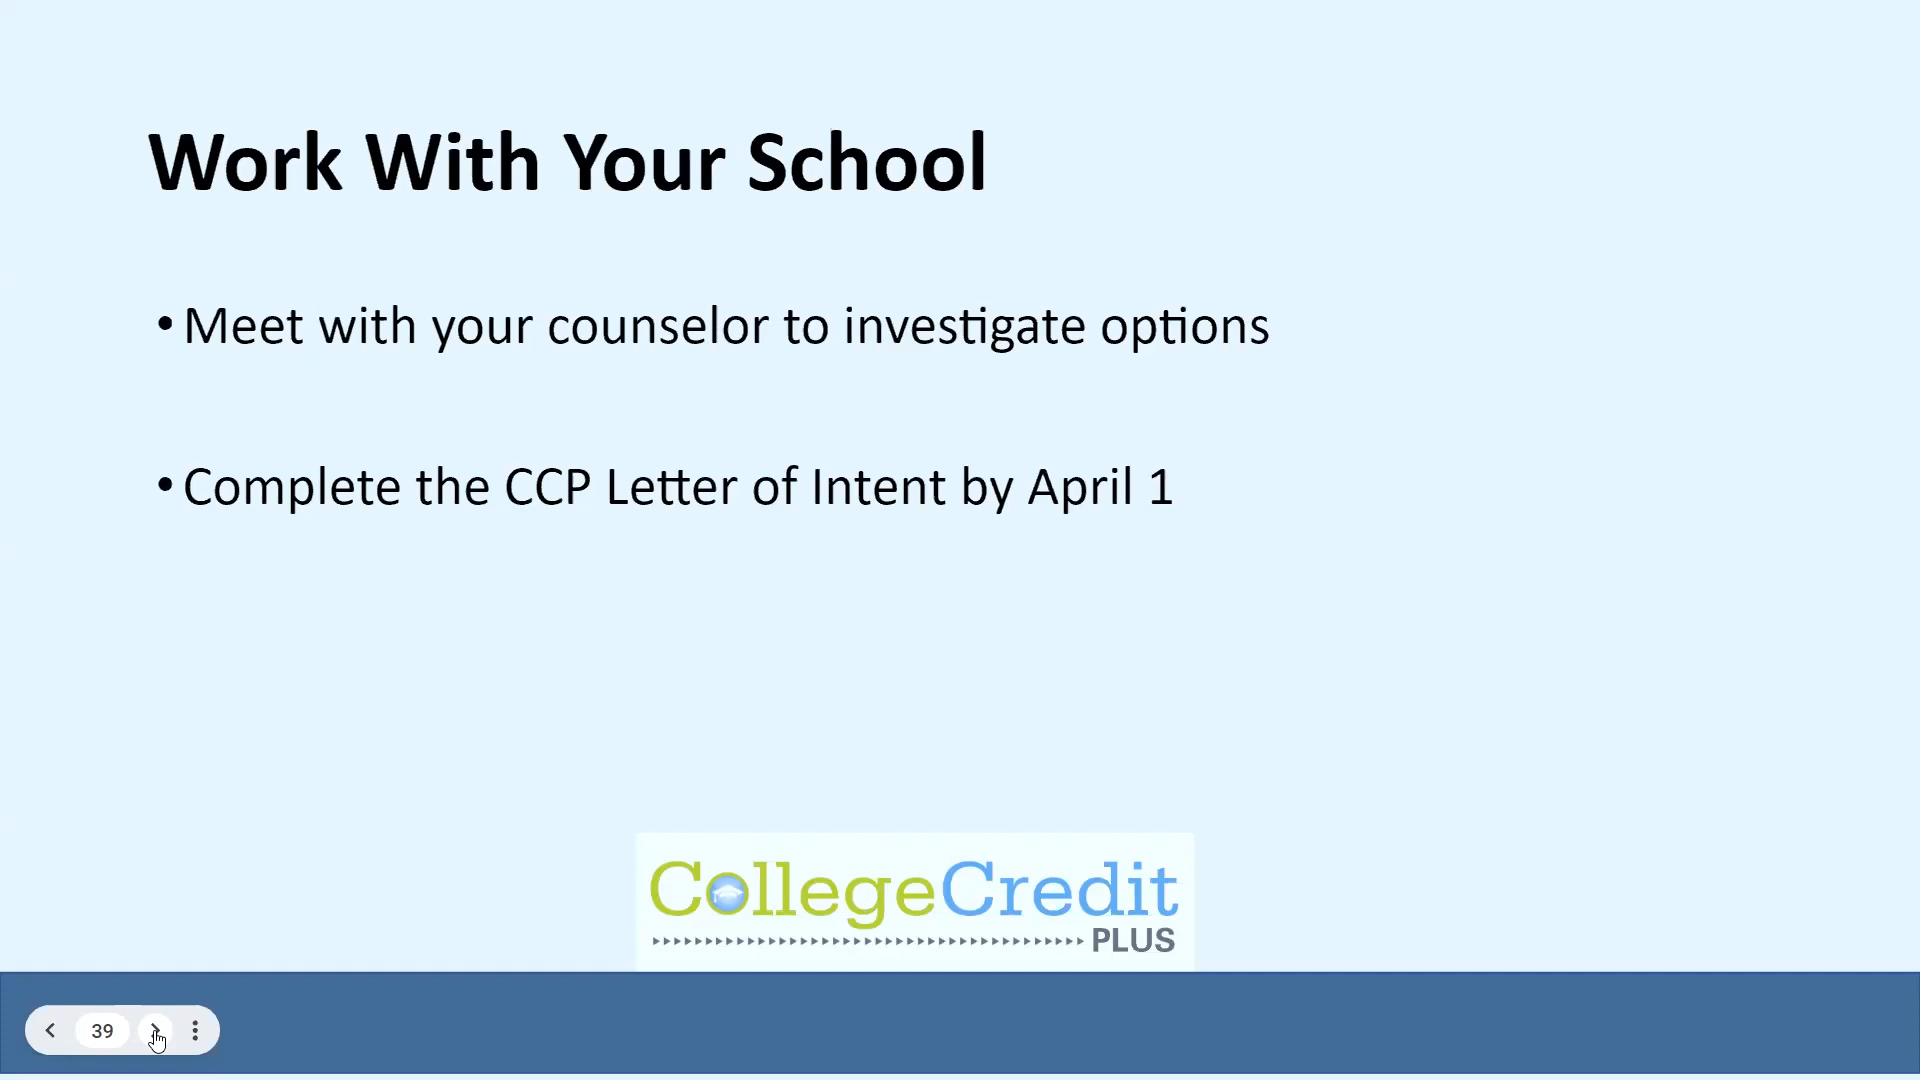 Work With Your School
• Meet with your counselor to investigate options
• Complete the CCP Letter of Intent by April 1
CollegeCredit
PLUS
39